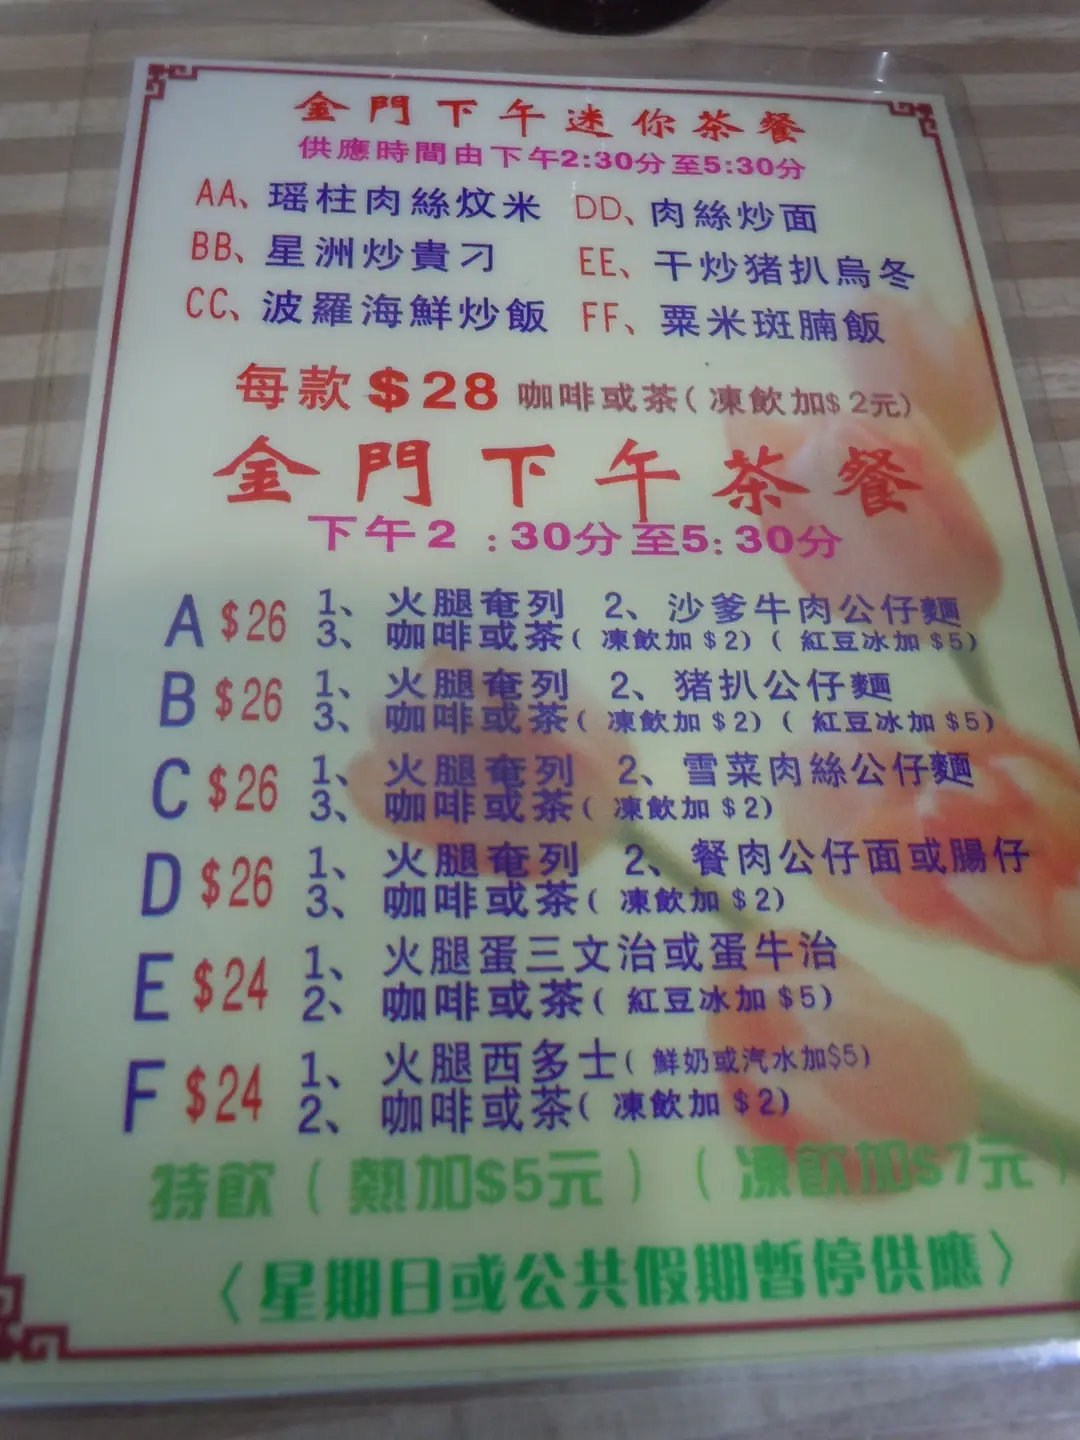 金門下午迷你茶餐
供應時間由下午2:30分至5:30分
AA、瑶柱肉絲炆米 DD、肉絲炒面
BB、星洲炒貴刁 EE、干炒猪扒烏冬
CC、波羅海鮮炒飯 FF、粟米斑腩飯
每款$28 咖啡或茶(凍飲加$2元)
金門下午茶餐
下午2:30分至5:30分
A $26 1、火腿奄列 2、沙爹牛肉公仔麵
3、咖啡或茶(凍飲加$2)(紅豆冰加$5)
B $26 1、火腿奄列 2、猪扒公仔麵
3、咖啡或茶(凍飲加$2)(紅豆冰加$5)
C $26 1、火腿奄列 2、雪菜肉絲公仔麵
3、咖啡或茶(凍飲加$2)
D $26 1、火腿奄列 2、餐肉公仔面或腸仔
3、咖啡或茶(凍飲加$2)
E $24 1、火腿蛋三文治或蛋牛治
2、咖啡或茶(紅豆冰加$5)
F $24 1、火腿西多士(鮮奶或汽水加$5)
2、咖啡或茶(凍飲加$2)
特飲(熱加$5元)(凍飲加$7元)
〈星期日或公共假期暫停供應〉